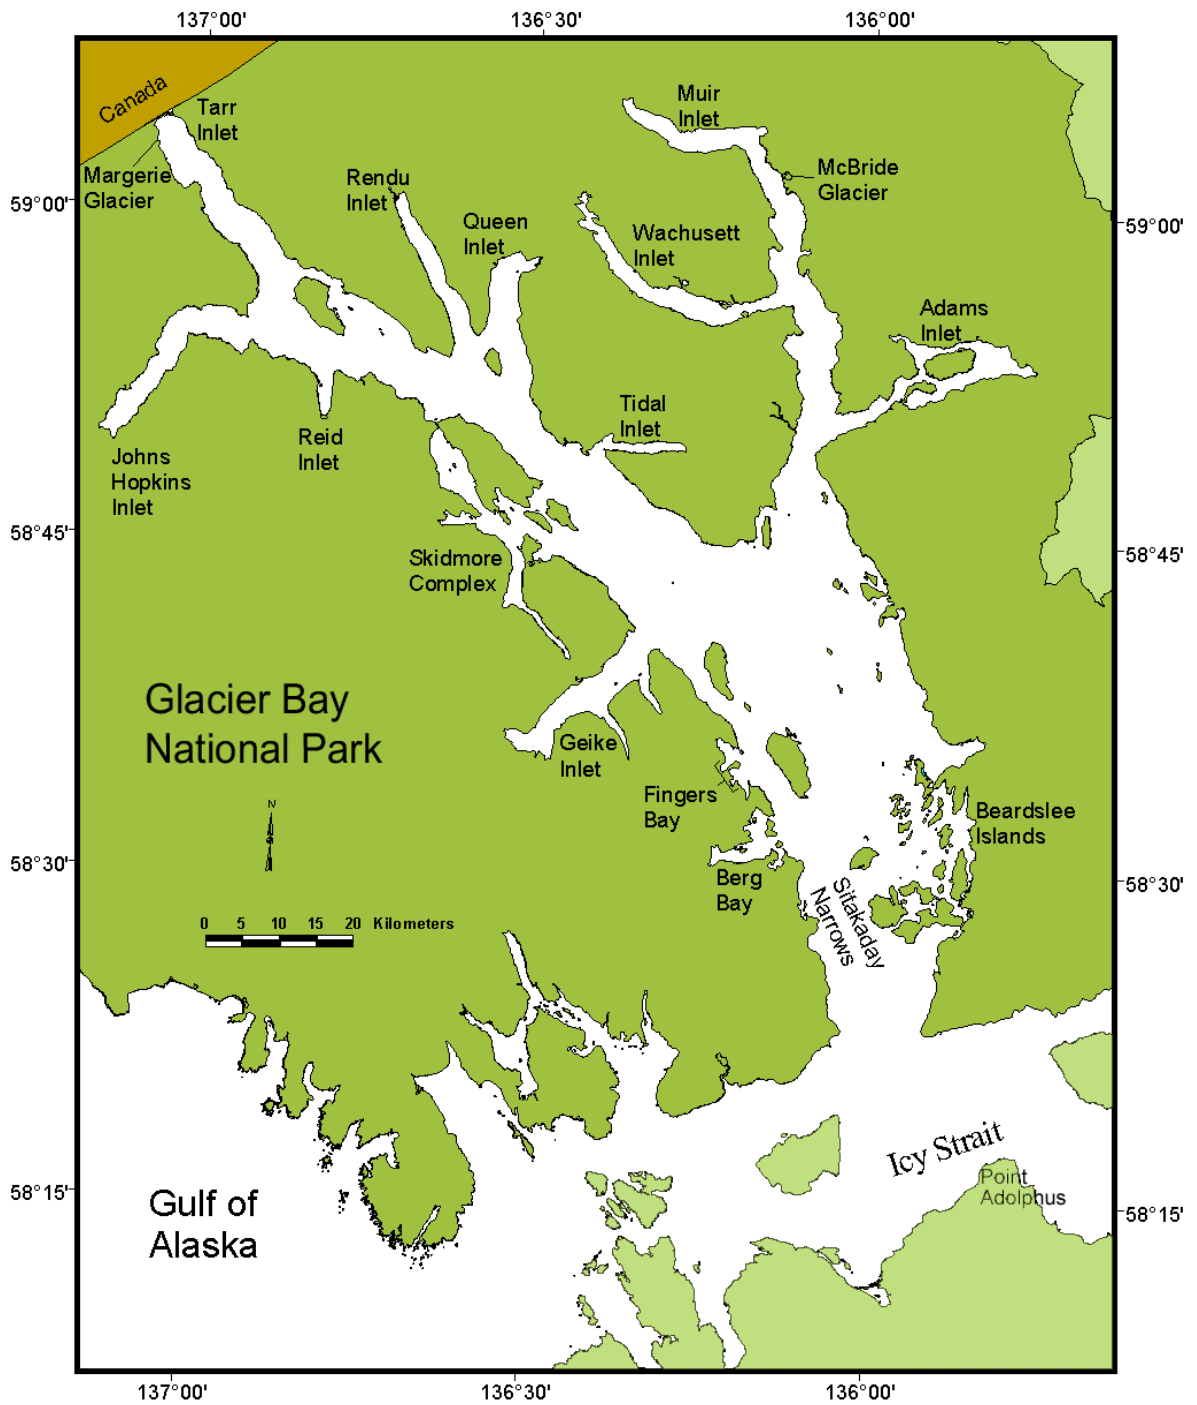 137°00'
136°30'
136°00'
Canada
Tarr
Inlet
Muir
Inlet
Margerie
Glacier
Rendu
Inlet
McBride
Glacier
59°00'
59°00'
Queen
Inlet
Wachusett
Inlet
Adams
Inlet
Tidal
Inlet
Reid
Inlet
Johns
Hopkins
Inlet
58°45'
58°45'
Skidmore
Complex
Glacier Bay
National Park
Geike
Inlet
Fingers
Bay
Beardslee
Islands
N
58°30'
58°30'
Berg
Bay
Sitakaday
Narrows
0 5 10 15 20 Kilometers
Icy Strait
Point
Adolphus
58°15'
58°15'
Gulf of
Alaska
137°00'
136°30'
136°00'